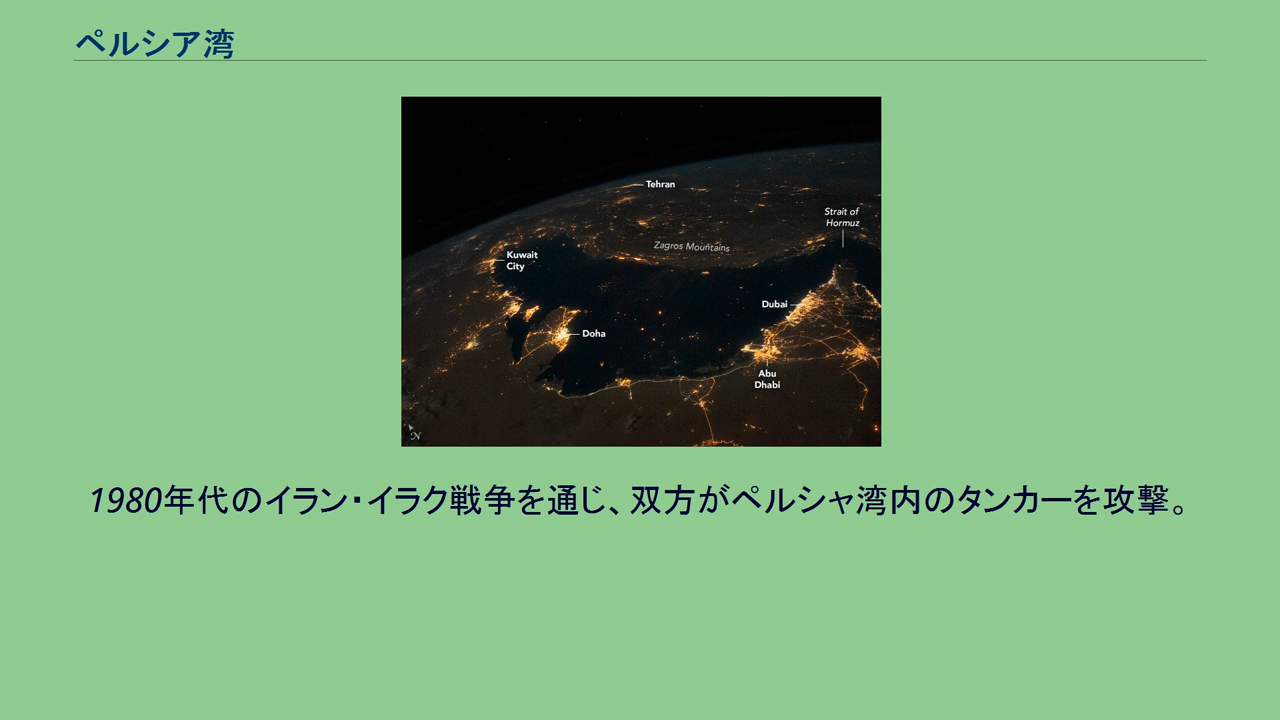 ペルシア湾
Tehran
Strait of
Hormuz
Zagros Mountains
Kuwait
City
Dubai
Doha
Abu
Dhabi
N
1980年代のイラン・イラク戦争を通じ、双方がペルシャ湾内のタンカーを攻撃。